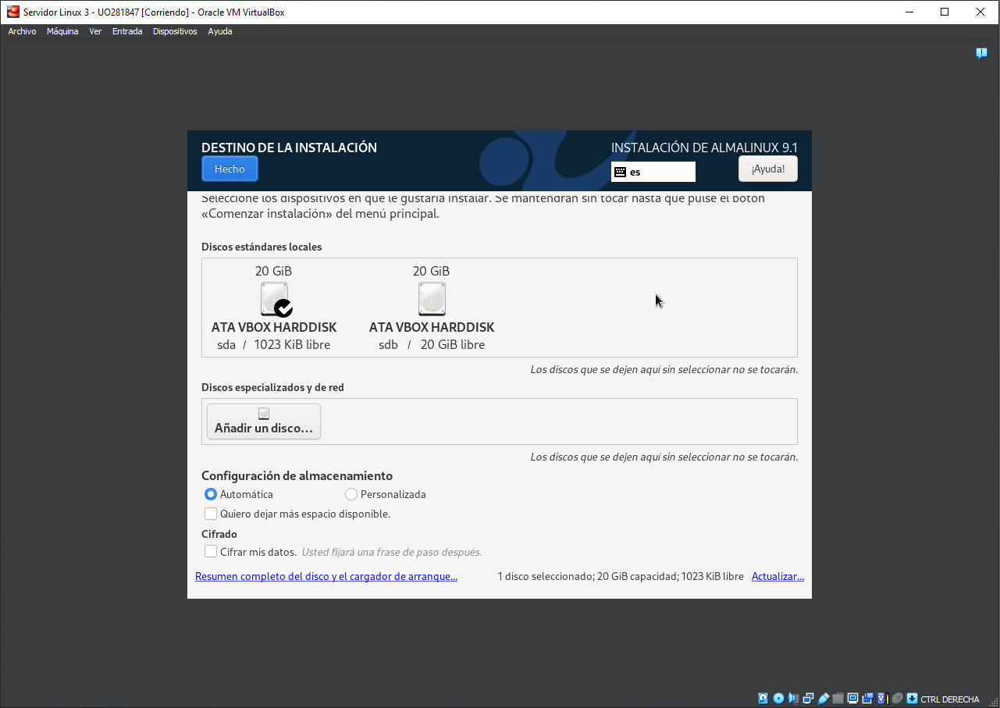 Servidor Linux 3 - UO281847 [Corriendo] - Oracle VM VirtualBox
Archivo Máquina Ver Entrada Dispositivos Ayuda
DESTINO DE LA INSTALACIÓN
INSTALACIÓN DE ALMALINUX 9.1
Hecho
es
¡Ayuda!
Seleccione los dispositivos en que le gustaría instalar. Se mantendrán sin tocar hasta que pulse el botón
«Comenzar instalación» del menú principal.
Discos estándares locales
20 GiB
ATA VBOX HARDDISK
sda / 1023 KiB libre
20 GiB
ATA VBOX HARDDISK
sdb / 20 GiB libre
Los discos que se dejen aquí sin seleccionar no se tocarán.
Discos especializados y de red
Añadir un disco...
Los discos que se dejen aquí sin seleccionar no se tocarán.
Configuración de almacenamiento
Automática Personalizada
Quiero dejar más espacio disponible.
Cifrado
Cifrar mis datos. Usted fijará una frase de paso después.
Resumen completo del disco y el cargador de arranque... 1 disco seleccionado; 20 GiB capacidad; 1023 KiB libre Actualizar...
CTRL DERECHA